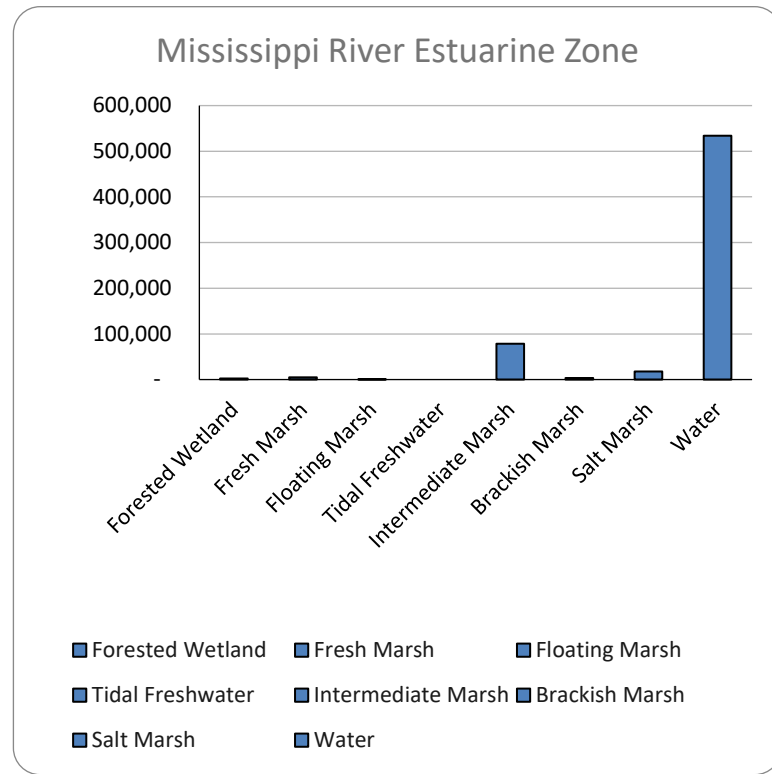 Mississippi River Estuarine Zone
600,000
500,000
400,000
300,000
200,000
100,000
-
Forested Wetland
Fresh Marsh
Floating Marsh
Tidal Freshwater
Intermediate Marsh
Brackish Marsh
Salt Marsh
Water
Forested Wetland Fresh Marsh Floating Marsh
Tidal Freshwater Intermediate Marsh Brackish Marsh
Salt Marsh Water